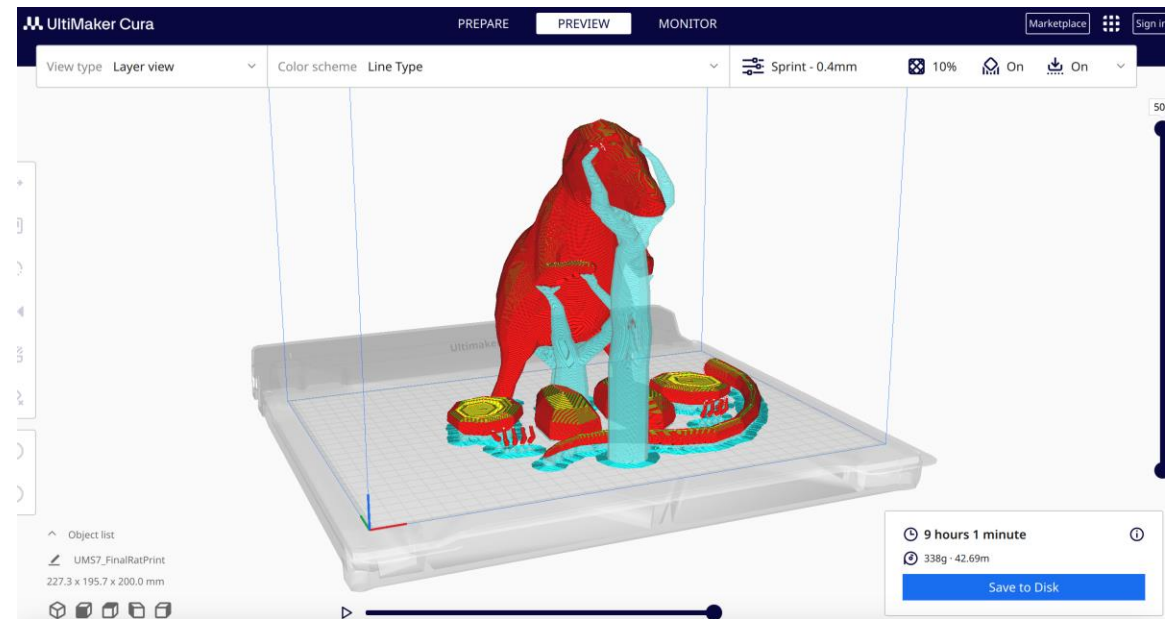 UltiMaker Cura
PREPARE PREVIEW MONITOR
Marketplace
Sign in
View type Layer view
Color scheme Line Type
Sprint - 0.4mm
10%
On
On
50
Ultimaker
Object list
UMS7_FinalRatPrint
227.3 x 195.7 x 200.0 mm
9 hours 1 minute
338g · 42.69m
Save to Disk